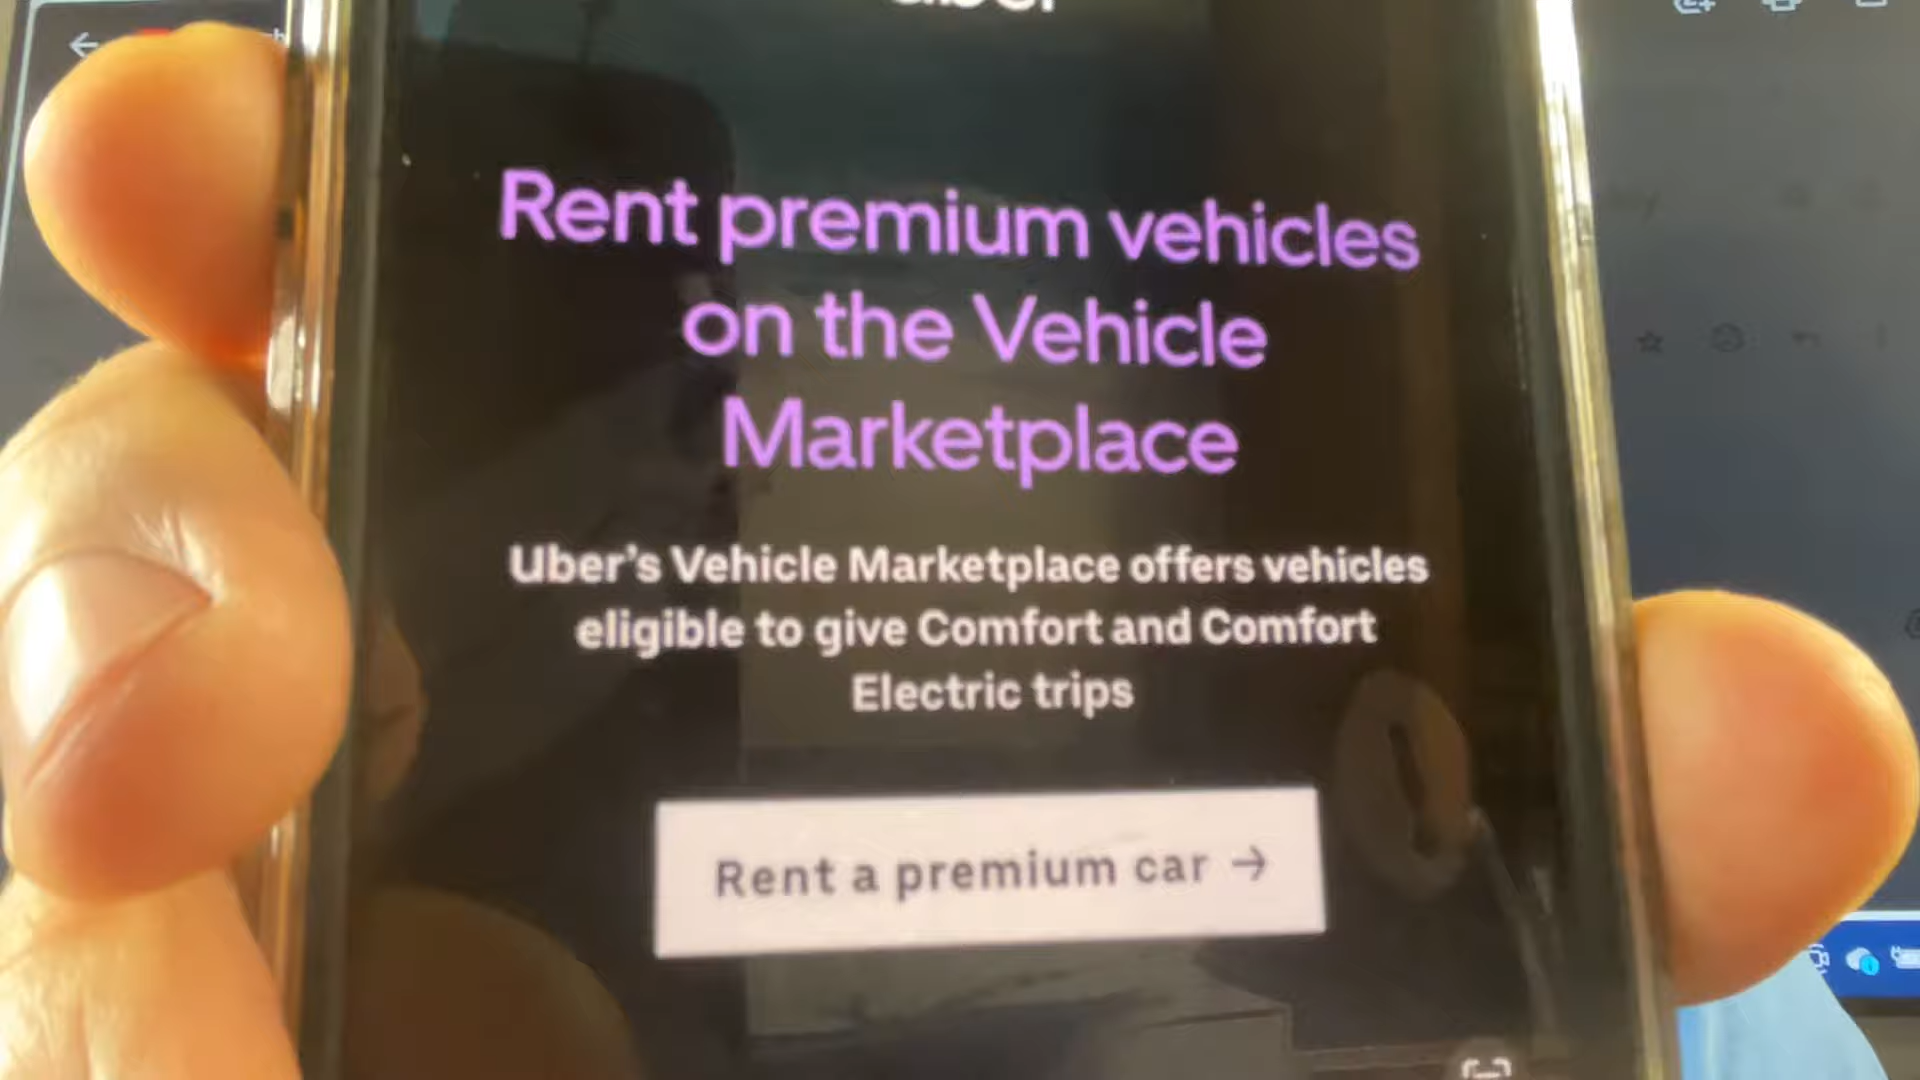 Rent premium vehicles
on the Vehicle
Marketplace
Uber’s Vehicle Marketplace offers vehicles
eligible to give Comfort and Comfort
Electric trips
Rent a premium car →